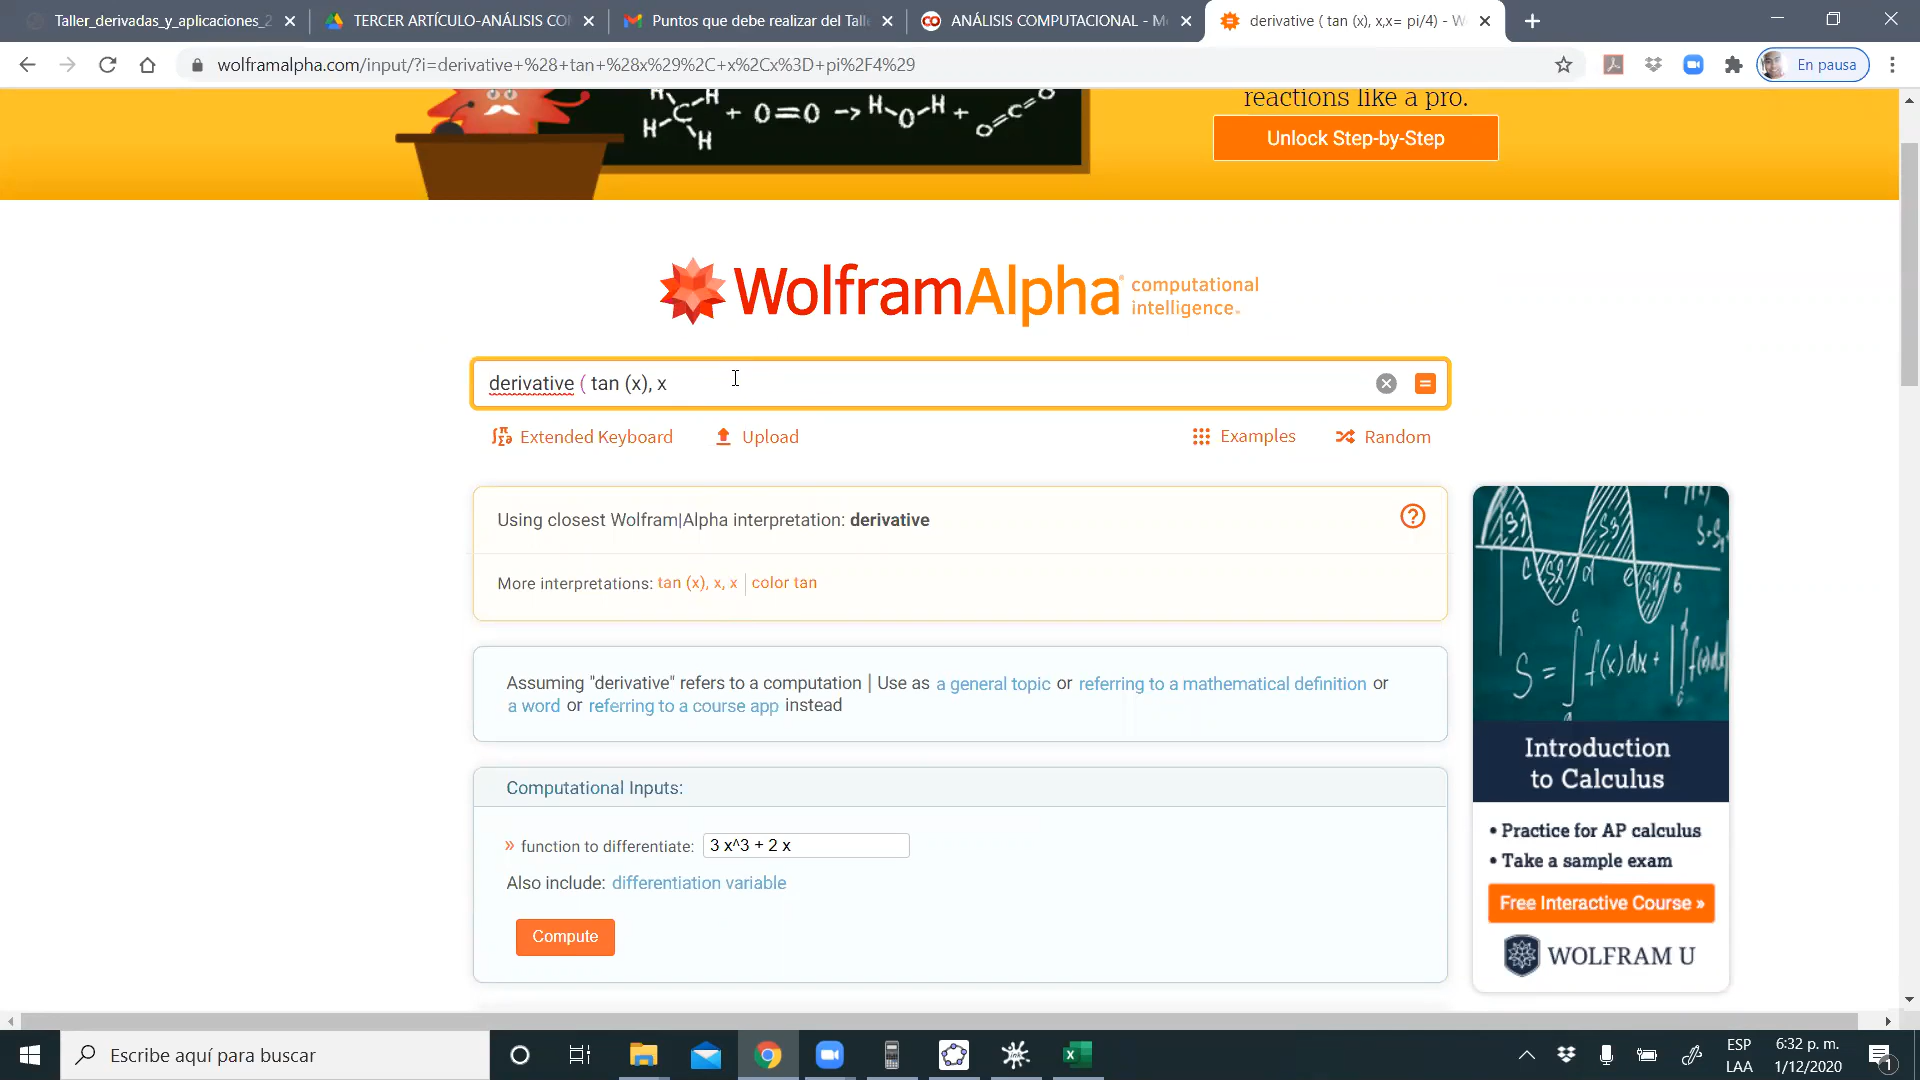 Taller_derivadas_y_aplicaciones_2
TERCER ARTÍCULO-ANÁLISIS CO
Puntos que debe realizar del Tall
ANÁLISIS COMPUTACIONAL - M
derivative ( tan (x), x,x= pi/4) - W
wolframalpha.com/input/?i=derivative+%28+tan+%28x%29%2C+x%2Cx%3D+pi%2F4%29
En pausa
reactions like a pro.
Unlock Step-by-Step
WolframAlpha computational intelligence.
derivative ( tan (x), x
Extended Keyboard
Upload
Examples
Random
Using closest Wolfram|Alpha interpretation: derivative
More interpretations: tan (x), x, x | color tan
Assuming "derivative" refers to a computation | Use as a general topic or referring to a mathematical definition or
a word or referring to a course app instead
Computational Inputs:
» function to differentiate: 3 x^3 + 2 x
Also include: differentiation variable
Compute
Introduction
to Calculus
• Practice for AP calculus
• Take a sample exam
Free Interactive Course »
WOLFRAM U
Escribe aquí para buscar
ESP
LAA
6:32 p. m.
1/12/2020
1